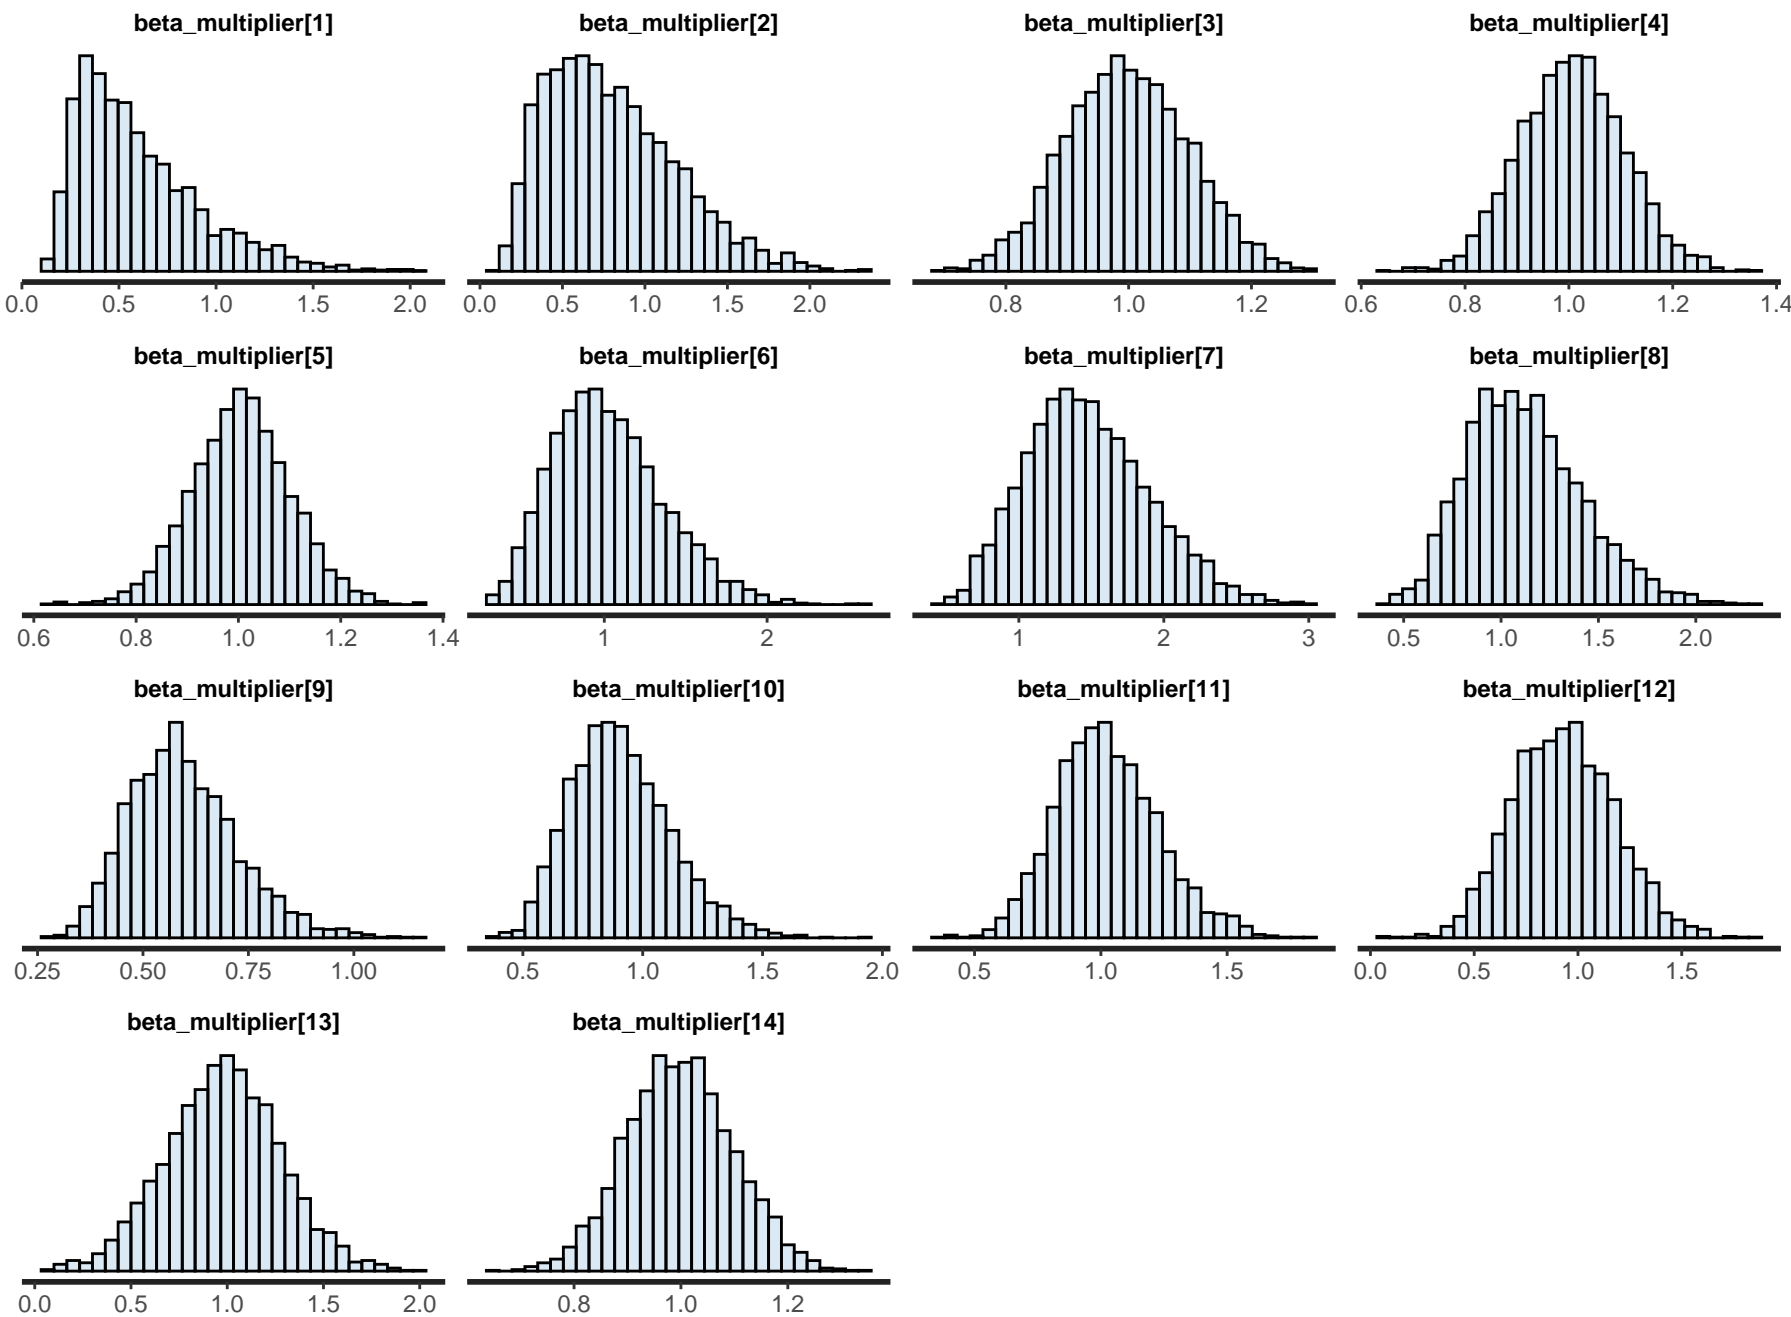 beta_multiplier[1] beta_multiplier[2] beta_multiplier[3] beta_multiplier[4]
0.0 0.5 1.0 1.5 2.0 0.0 0.5 1.0 1.5 2.0 0.8 1.0 1.2 0.6 0.8 1.0 1.2 1.4
beta_multiplier[5] beta_multiplier[6] beta_multiplier[7] beta_multiplier[8]
0.6 0.8 1.0 1.2 1.4 1 2 1 2 3 0.5 1.0 1.5 2.0
beta_multiplier[9] beta_multiplier[10] beta_multiplier[11] beta_multiplier[12]
0.25 0.50 0.75 1.00 0.5 1.0 1.5 2.0 0.5 1.0 1.5 0.0 0.5 1.0 1.5
beta_multiplier[13] beta_multiplier[14]
0.0 0.5 1.0 1.5 2.0 0.8 1.0 1.2